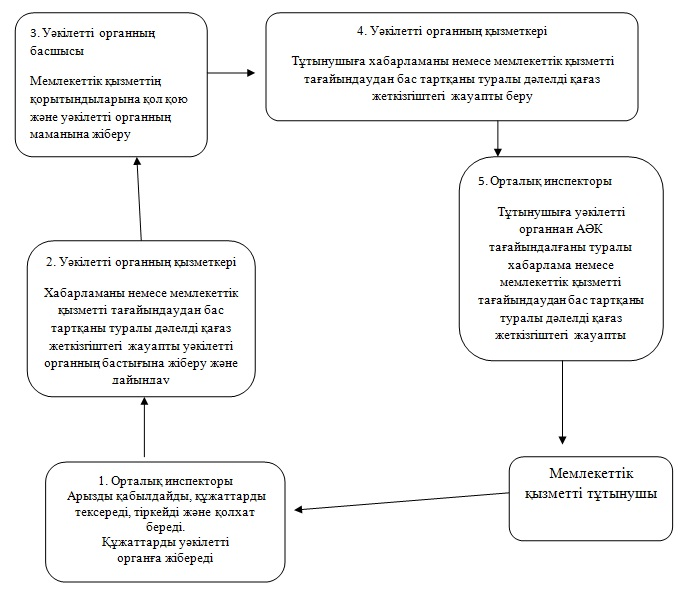 3. Уәкілетті органның
басшысы
Мемлекеттік қызметтің
қорытындыларына қол қою
және уәкілетті органның
маманына жіберу
4. Уәкілетті органның қызметкері
Тұтынушыға хабарламаны немесе мемлекеттік қызметті
тағайындаудан бас тартқаны туралы дәлелді қағаз
жеткізгіштегі жауапты беру
5. Орталық инспекторы
Тұтынушыға уәкілетті
органнан АӘК
тағайындалғаны туралы
хабарлама немесе
мемлекеттік қызметті
тағайындаудан бас тартқаны
туралы дәлелді қағаз
жеткізгіштегі жауапты
2. Уәкілетті органның қызметкері
Хабарламаны немесе мемлекеттік
қызметті тағайындаудан бас
тартқаны туралы дәлелді қағаз
жеткізгіштегі жауапты уәкілетті
органның бастығына жіберу және
дайындау
1. Орталық инспекторы
Арызды қабылдайды, құжаттарды
тексереді, тіркейді және қолхат
береді.
Құжаттарды уәкілетті
органға жібереді
Мемлекеттік
қызметті тұтынушы